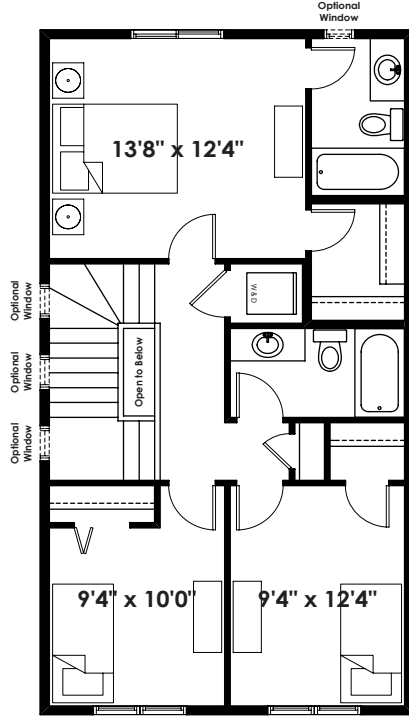 Optional
Window
13'8" x 12'4"
W&D
Optional
Window
Open to Below
Optional
Window
Optional
Window
9'4" x 10'0"
9'4" x 12'4"